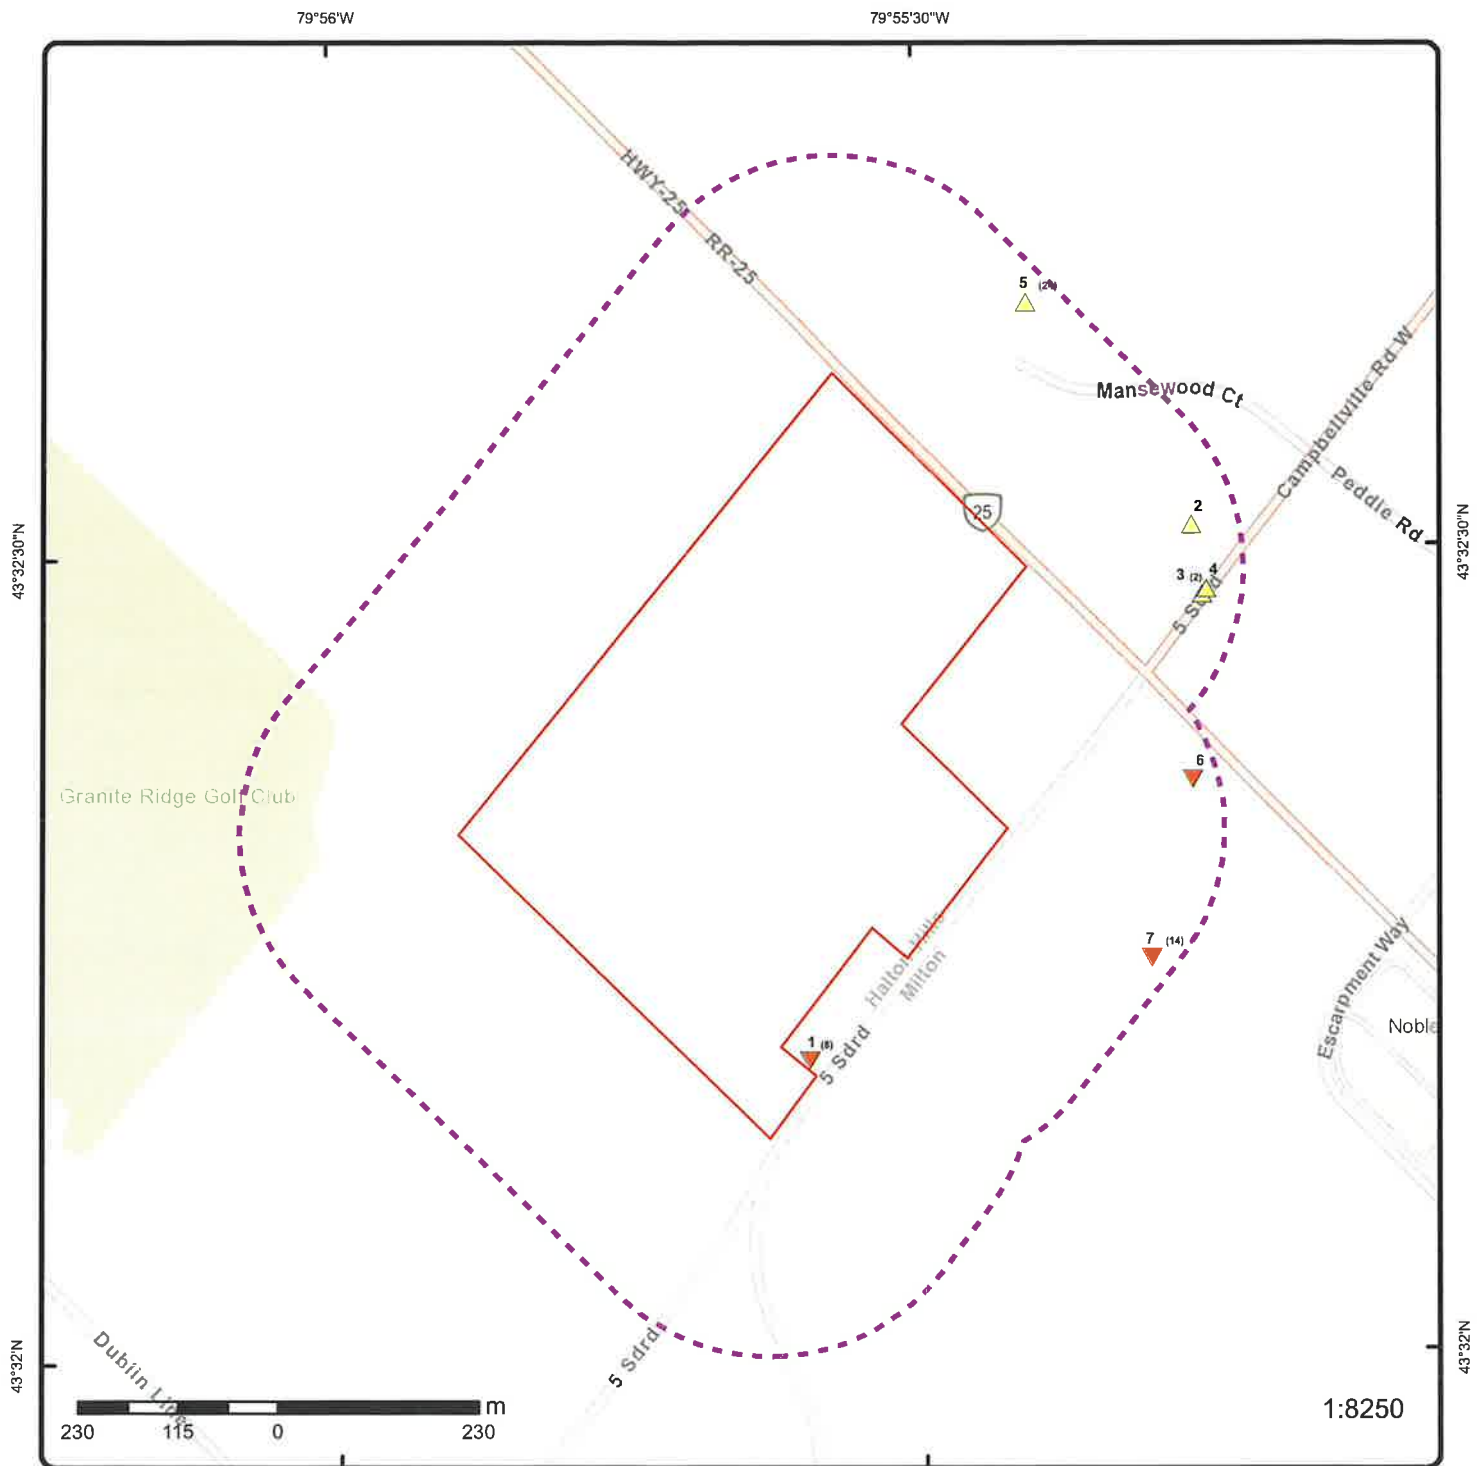 79°56'W
79°55'30"W
HWY-25
RR-25
5
Mansewood Ct
Campbellville Rd W
Peddle Rd
25
2
43°32'30"N
43°32'30"N
3 (2)
4
5 Sdrd
6
Granite Ridge Golf Club
7 (14)
Halton Hills
Milton
Escarpment Way
Noble
1 (8)
5 Sdrd
5 Sdrd
43°32'N
43°32'N
Dublin Line
m
230 115 0 230
1:8250